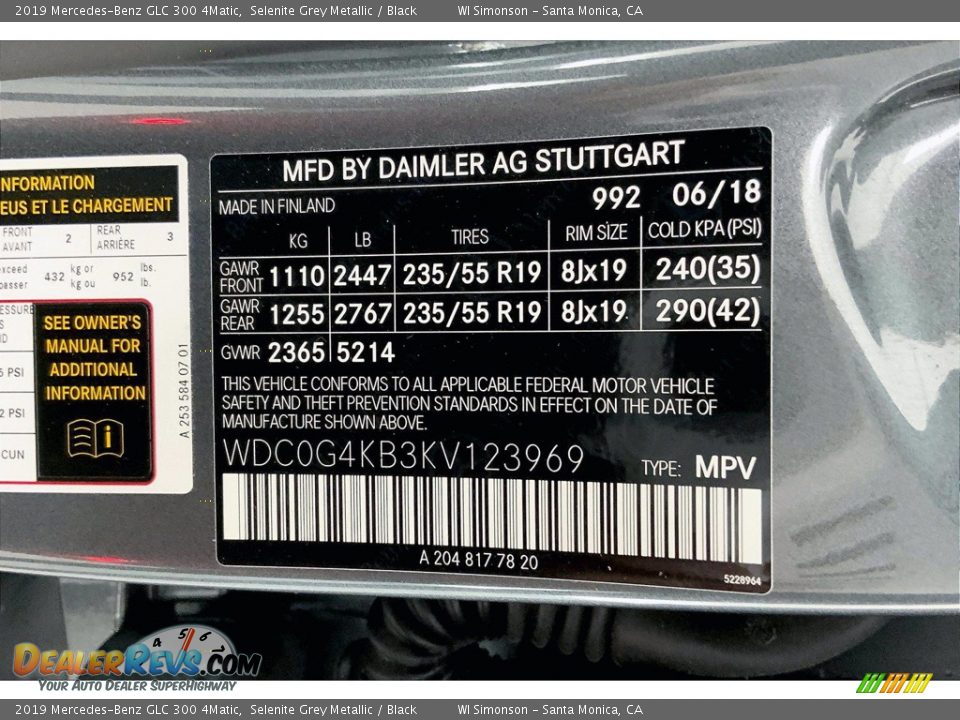 2019 Mercedes-Benz GLC 300 4Matic, Selenite Grey Metallic / Black WI Simonson - Santa Monica, CA
NFORMATION
EUS ET LE CHARGEMENT
FRONT
AVANT
2
REAR
ARRIÈRE
3
432 kg or
kg ou
952 lbs.
lb.
PSI
PSI
SEE OWNER'S
MANUAL FOR
ADDITIONAL
INFORMATION
i
A 253 584 07 01
MFD BY DAIMLER AG STUTTGART
MADE IN FINLAND 992 06/18
KG LB TIRES RIM SIZE COLD KPA (PSI)
GAWR
FRONT 1110 2447 235/55 R19 8Jx19 240(35)
GAWR
REAR 1255 2767 235/55 R19 8Jx19 290(42)
GVWR 2365 5214
THIS VEHICLE CONFORMS TO ALL APPLICABLE FEDERAL MOTOR VEHICLE
SAFETY AND THEFT PREVENTION STANDARDS IN EFFECT ON THE DATE OF
MANUFACTURE SHOWN ABOVE.
WDC0G4KB3KV123969 TYPE: MPV
A 204 817 78 20
5228964
4 5 6
DEALERREVS.COM
YOUR AUTO DEALER SUPERHIGHWAY
2019 Mercedes-Benz GLC 300 4Matic, Selenite Grey Metallic / Black WI Simonson - Santa Monica, CA